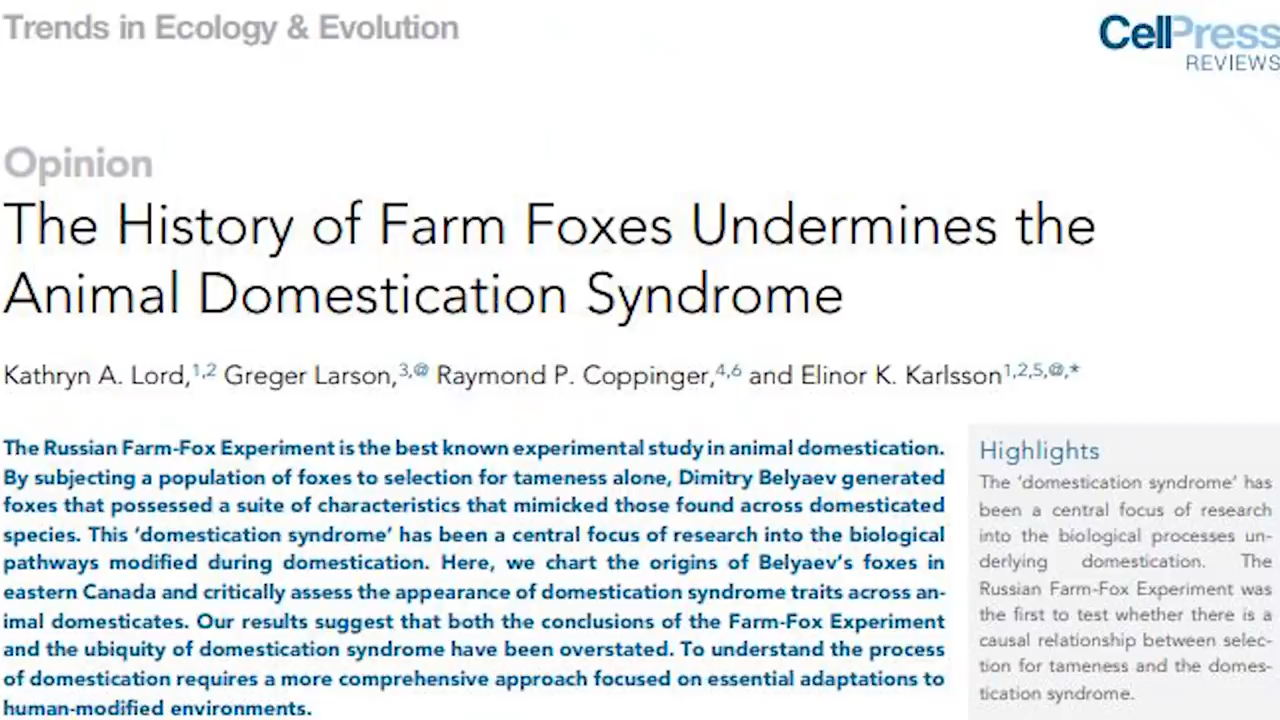 Trends in Ecology & Evolution
CellPress
REVIEWS
Opinion
The History of Farm Foxes Undermines the
Animal Domestication Syndrome
Kathryn A. Lord,1,2 Greger Larson,3,@ Raymond P. Coppinger,4,6 and Elinor K. Karlsson1,2,5,@,*
The Russian Farm-Fox Experiment is the best known experimental study in animal domestication.
By subjecting a population of foxes to selection for tameness alone, Dimitry Belyaev generated
foxes that possessed a suite of characteristics that mimicked those found across domesticated
species. This ‘domestication syndrome’ has been a central focus of research into the biological
pathways modified during domestication. Here, we chart the origins of Belyaev’s foxes in
eastern Canada and critically assess the appearance of domestication syndrome traits across an-
imal domesticates. Our results suggest that both the conclusions of the Farm-Fox Experiment
and the ubiquity of domestication syndrome have been overstated. To understand the process
of domestication requires a more comprehensive approach focused on essential adaptations to
human-modified environments.
Highlights
The ‘domestication syndrome’ has
been a central focus of research
into the biological processes un-
derlying domestication. The
Russian Farm-Fox Experiment was
the first to test whether there is a
causal relationship between selec-
tion for tameness and the domes-
tication syndrome.